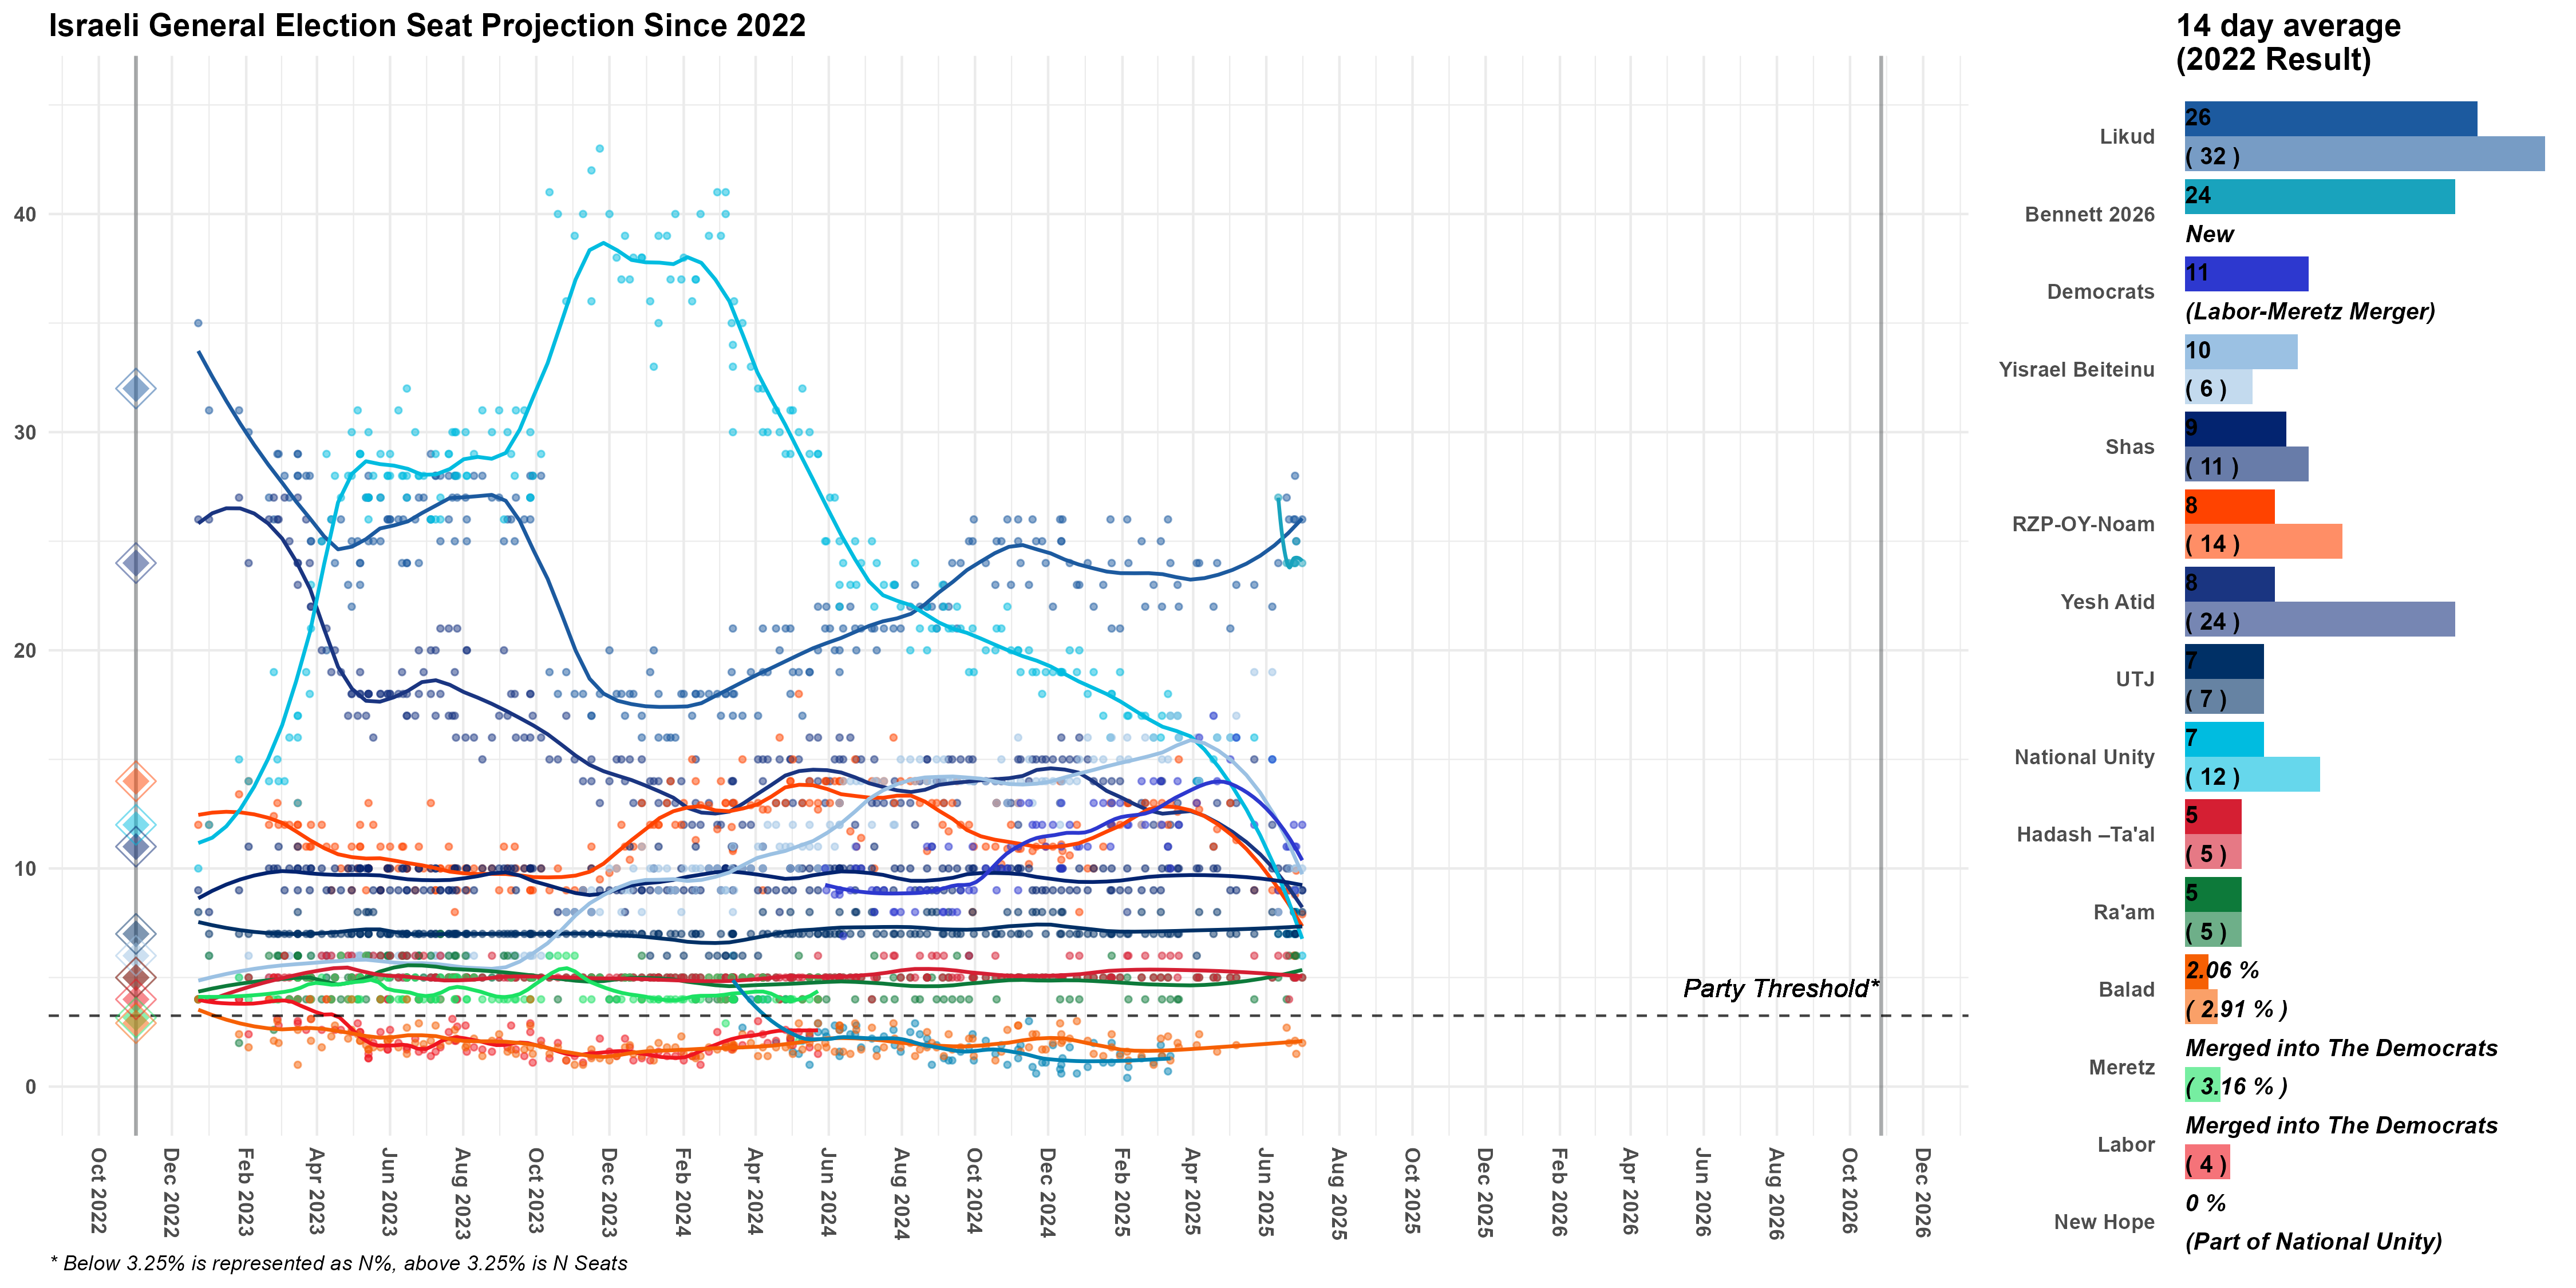 Israeli General Election Seat Projection Since 2022
14 day average
(2022 Result)
40
30
20
10
0
Party Threshold*
Oct 2022
Dec 2022
Feb 2023
Apr 2023
Jun 2023
Aug 2023
Oct 2023
Dec 2023
Feb 2024
Apr 2024
Jun 2024
Aug 2024
Oct 2024
Dec 2024
Feb 2025
Apr 2025
Jun 2025
Aug 2025
Oct 2025
Dec 2025
Feb 2026
Apr 2026
Jun 2026
Aug 2026
Oct 2026
Dec 2026
* Below 3.25% is represented as N%, above 3.25% is N Seats
Likud
26
( 32 )
Bennett 2026
24
New
Democrats
11
(Labor-Meretz Merger)
Yisrael Beiteinu
10
( 6 )
Shas
9
( 11 )
RZP-OY-Noam
8
( 14 )
Yesh Atid
8
( 24 )
UTJ
7
( 7 )
National Unity
7
( 12 )
Hadash –Ta'al
5
( 5 )
Ra'am
5
( 5 )
Balad
2.06 %
( 2.91 % )
Meretz
Merged into The Democrats
( 3.16 % )
Labor
Merged into The Democrats
( 4 )
New Hope
0 %
(Part of National Unity)